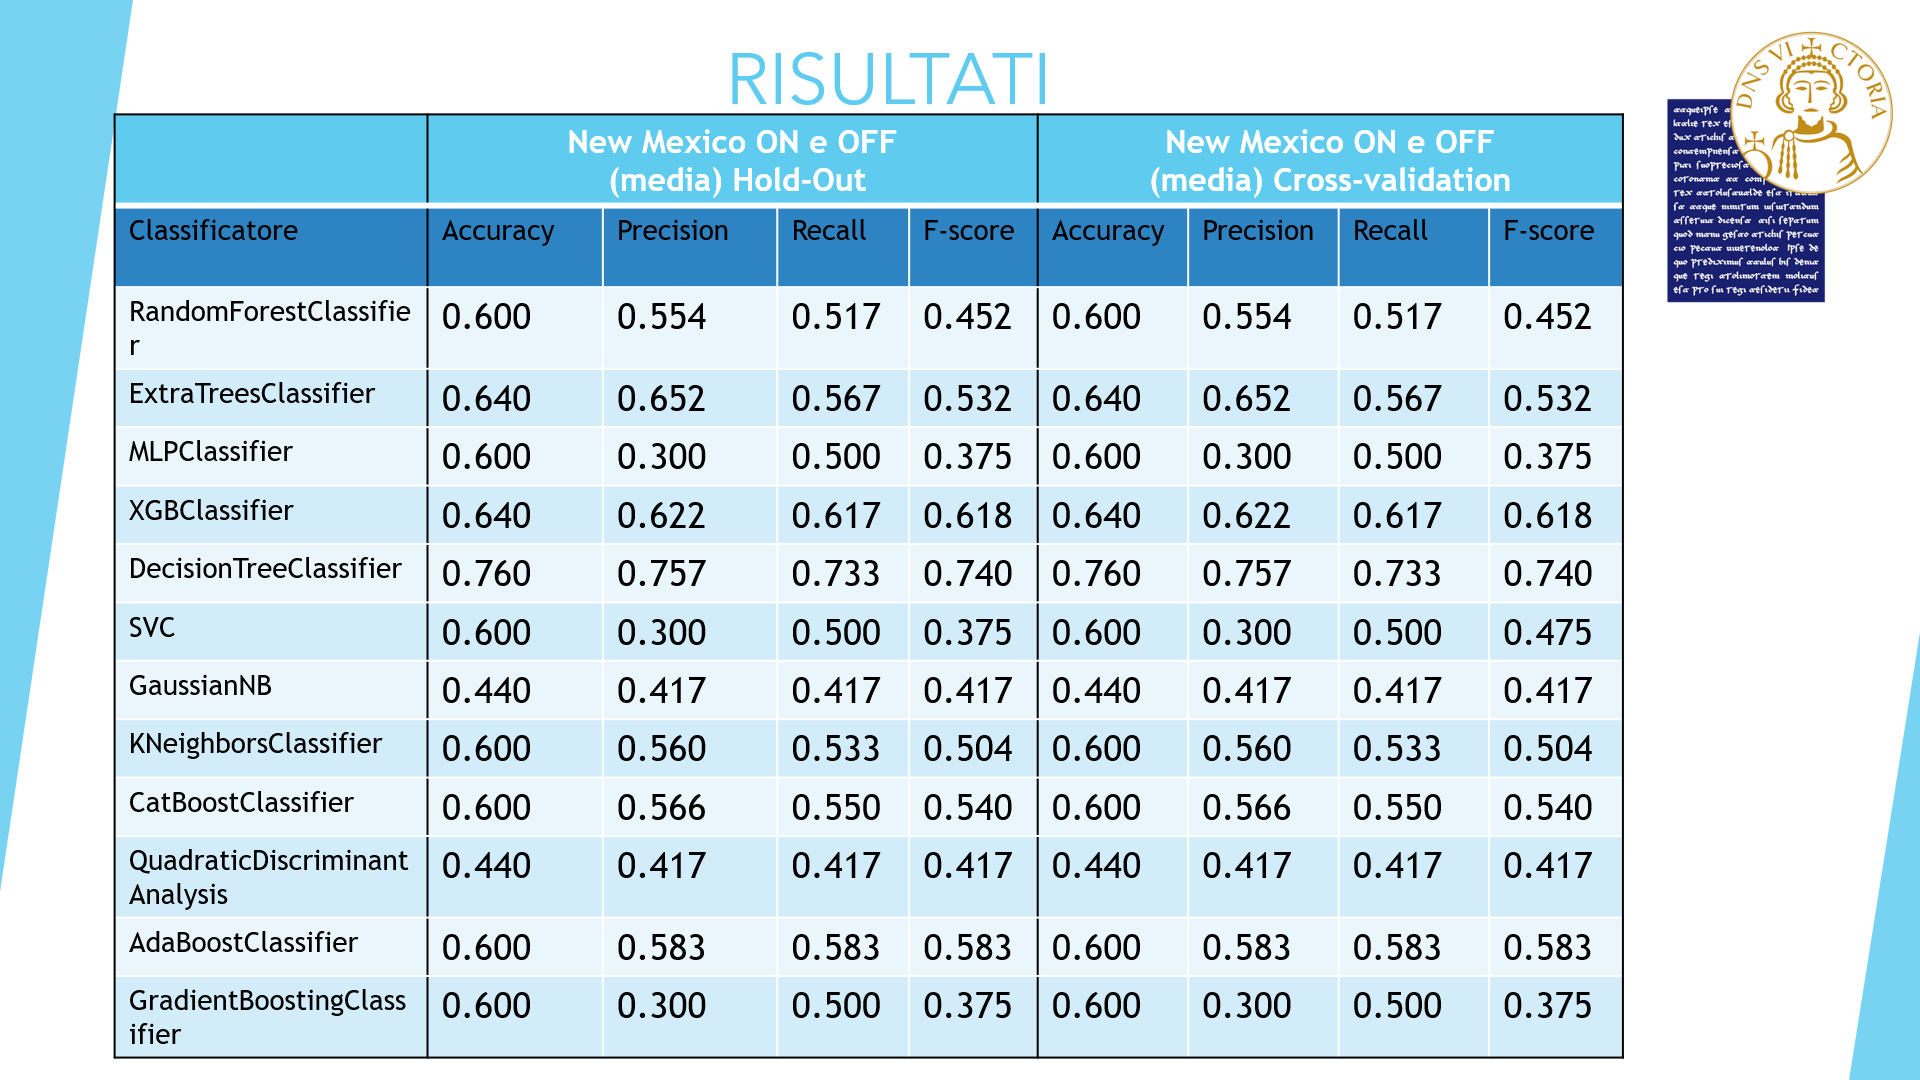 RISULTATI
New Mexico ON e OFF
(media) Hold-Out
New Mexico ON e OFF
(media) Cross-validation
Classificatore Accuracy Precision Recall F-score Accuracy Precision Recall F-score
RandomForestClassifie
r 0.600 0.554 0.517 0.452 0.600 0.554 0.517 0.452
ExtraTreesClassifier 0.640 0.652 0.567 0.532 0.640 0.652 0.567 0.532
MLPClassifier 0.600 0.300 0.500 0.375 0.600 0.300 0.500 0.375
XGBClassifier 0.640 0.622 0.617 0.618 0.640 0.622 0.617 0.618
DecisionTreeClassifier 0.760 0.757 0.733 0.740 0.760 0.757 0.733 0.740
SVC 0.600 0.300 0.500 0.375 0.600 0.300 0.500 0.475
GaussianNB 0.440 0.417 0.417 0.417 0.440 0.417 0.417 0.417
KNeighborsClassifier 0.600 0.560 0.533 0.504 0.600 0.560 0.533 0.504
CatBoostClassifier 0.600 0.566 0.550 0.540 0.600 0.566 0.550 0.540
QuadraticDiscriminant
Analysis 0.440 0.417 0.417 0.417 0.440 0.417 0.417 0.417
AdaBoostClassifier 0.600 0.583 0.583 0.583 0.600 0.583 0.583 0.583
GradientBoostingClass
ifier 0.600 0.300 0.500 0.375 0.600 0.300 0.500 0.375
DNS VICTORIA